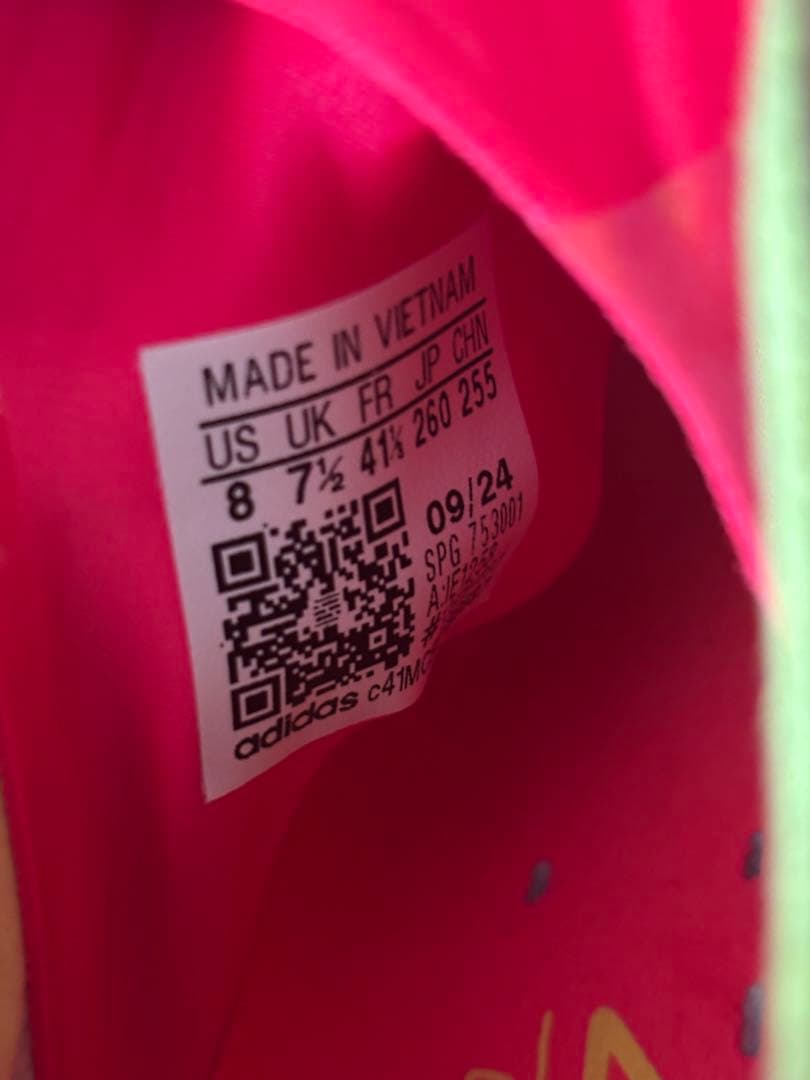 MADE IN VIETNAM
US UK FR JP CHN
8 7½ 41⅓ 260 255
09/24
SPG 753001
adidas